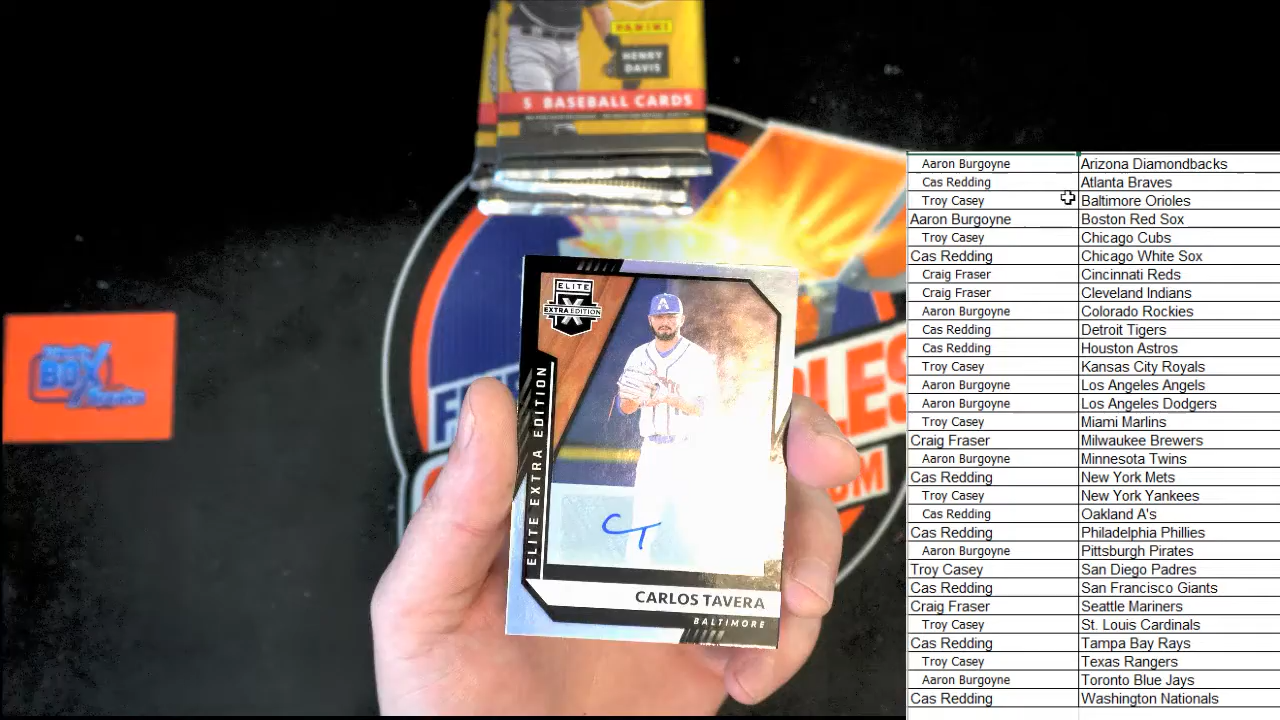 PANINI
HENRY
DAVIS
5 BASEBALL CARDS
ELITE
X
EXTRA EDITION
ELITE EXTRA EDITION
A
CT
CARLOS TAVERA
BALTIMORE
BOX
Aaron Burgoyne Arizona Diamondbacks
Cas Redding Atlanta Braves
Troy Casey Baltimore Orioles
Aaron Burgoyne Boston Red Sox
Troy Casey Chicago Cubs
Cas Redding Chicago White Sox
Craig Fraser Cincinnati Reds
Craig Fraser Cleveland Indians
Aaron Burgoyne Colorado Rockies
Cas Redding Detroit Tigers
Cas Redding Houston Astros
Troy Casey Kansas City Royals
Aaron Burgoyne Los Angeles Angels
Aaron Burgoyne Los Angeles Dodgers
Troy Casey Miami Marlins
Craig Fraser Milwaukee Brewers
Aaron Burgoyne Minnesota Twins
Cas Redding New York Mets
Troy Casey New York Yankees
Cas Redding Oakland A's
Cas Redding Philadelphia Phillies
Aaron Burgoyne Pittsburgh Pirates
Troy Casey San Diego Padres
Cas Redding San Francisco Giants
Craig Fraser Seattle Mariners
Troy Casey St. Louis Cardinals
Cas Redding Tampa Bay Rays
Troy Casey Texas Rangers
Aaron Burgoyne Toronto Blue Jays
Cas Redding Washington Nationals